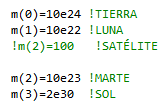 m(0)=10e24 !TIERRA
m(1)=10e22 !LUNA
!m(2)=100 !SATÉLITE
m(2)=10e23 !MARTE
m(3)=2e30 !SOL